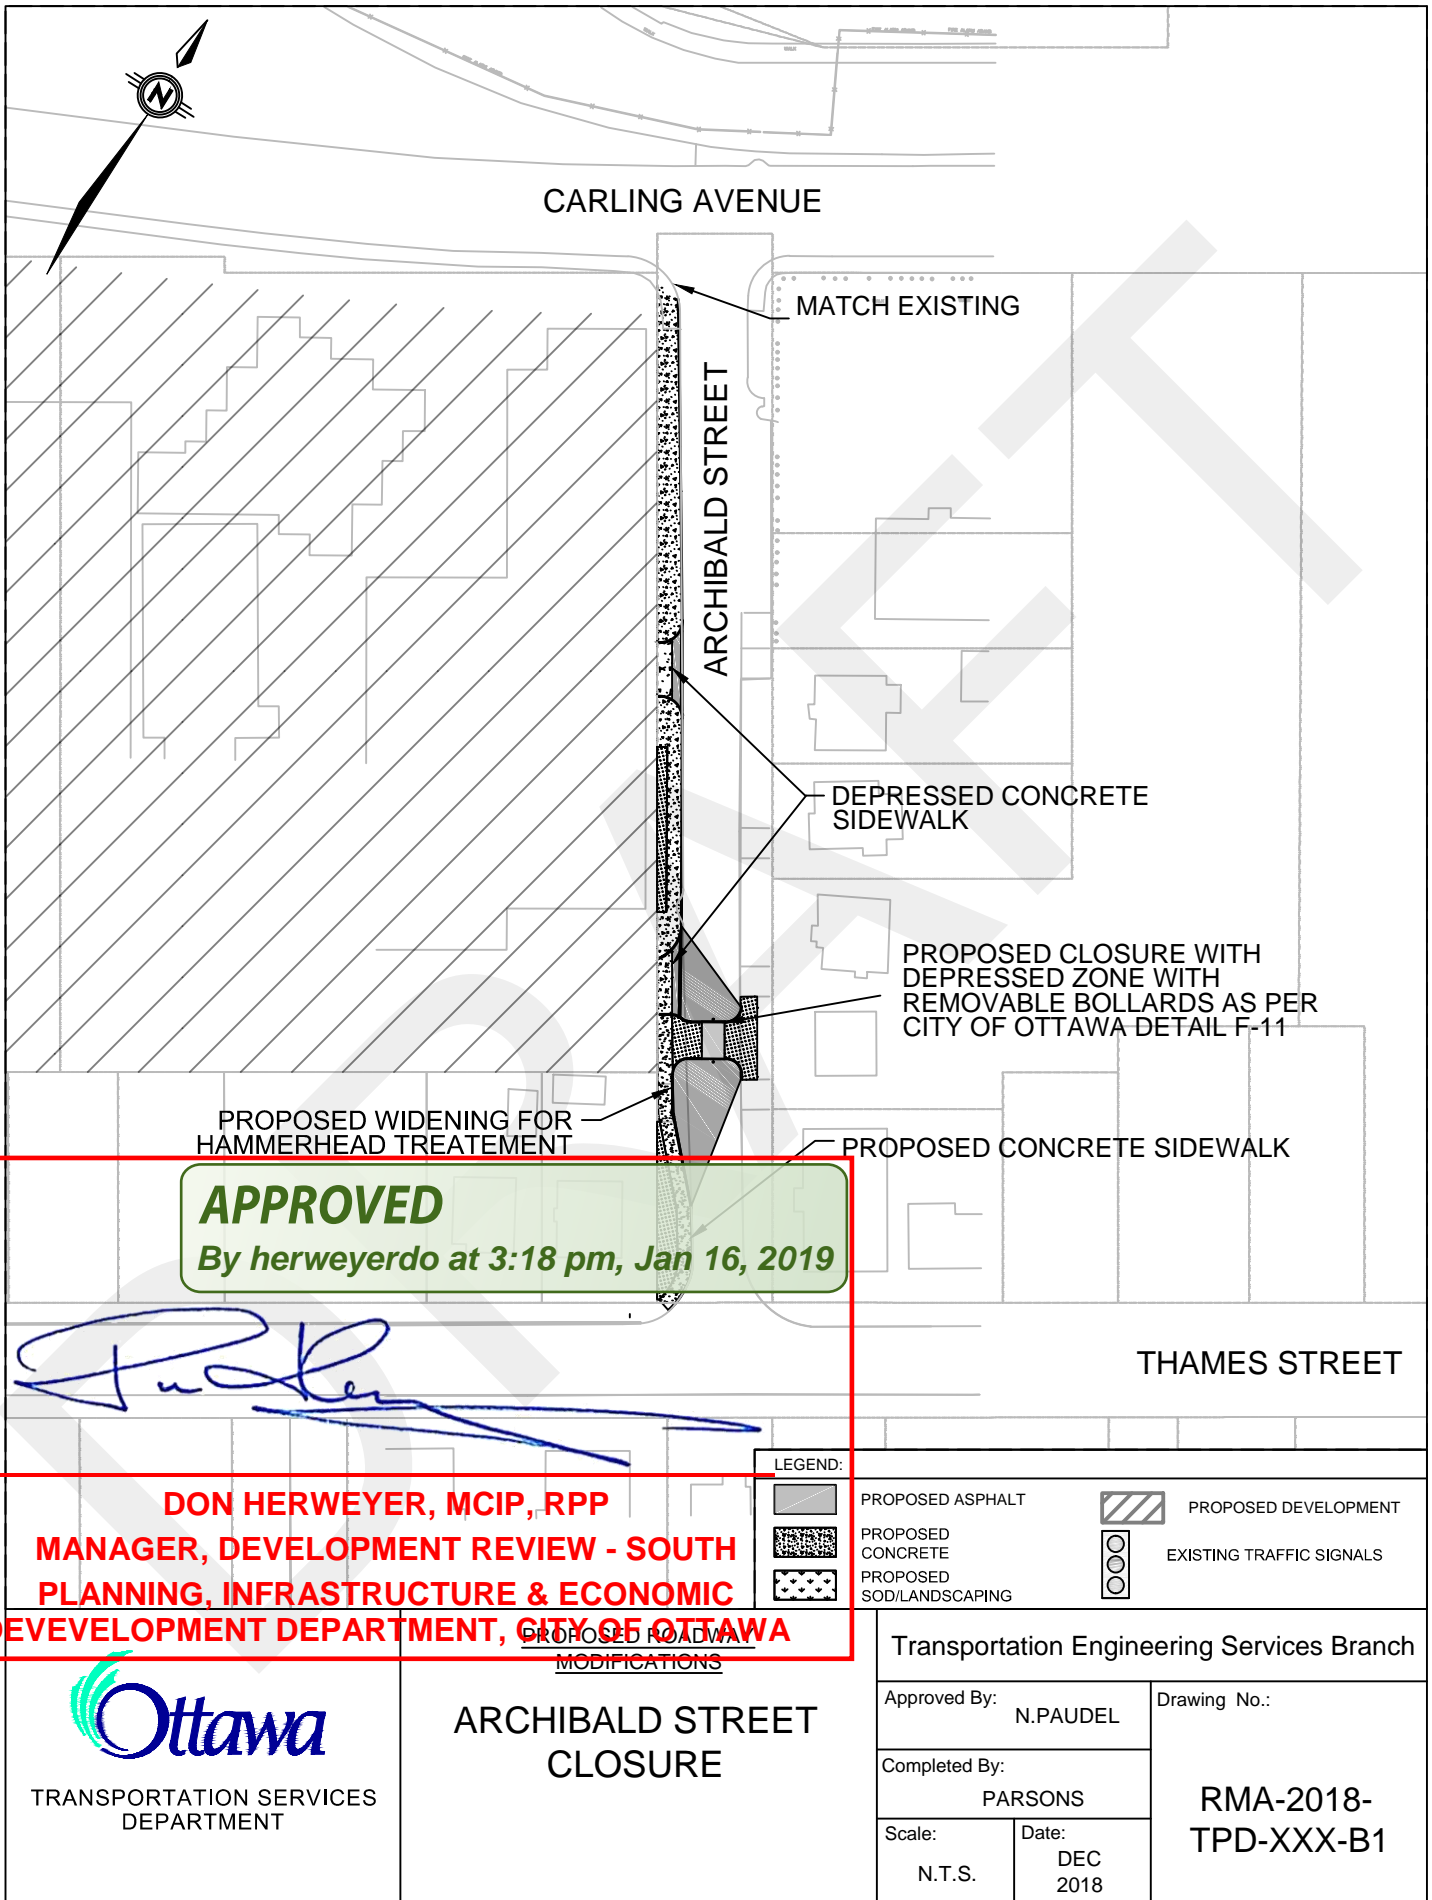 N
CARLING AVENUE
MATCH EXISTING
ARCHIBALD STREET
DEPRESSED CONCRETE
SIDEWALK
PROPOSED CLOSURE WITH
DEPRESSED ZONE WITH
REMOVABLE BOLLARDS AS PER
CITY OF OTTAWA DETAIL F-11
PROPOSED WIDENING FOR
HAMMERHEAD TREATEMENT
PROPOSED CONCRETE SIDEWALK
DRAFT
APPROVED
By herweyerdo at 3:18 pm, Jan 16, 2019
THAMES STREET
DON HERWEYER, MCIP, RPP
MANAGER, DEVELOPMENT REVIEW - SOUTH
PLANNING, INFRASTRUCTURE & ECONOMIC
DEVEVELOPMENT DEPARTMENT, CITY OF OTTAWA
LEGEND:
PROPOSED ASPHALT
PROPOSED
CONCRETE
PROPOSED
SOD/LANDSCAPING
PROPOSED DEVELOPMENT
EXISTING TRAFFIC SIGNALS
Ottawa
TRANSPORTATION SERVICES
DEPARTMENT
PROPOSED ROADWAY
MODIFICATIONS
ARCHIBALD STREET
CLOSURE
Transportation Engineering Services Branch
Approved By:
N.PAUDEL
Completed By:
PARSONS
Scale:
N.T.S.
Date:
DEC
2018
Drawing No.:
RMA-2018-
TPD-XXX-B1